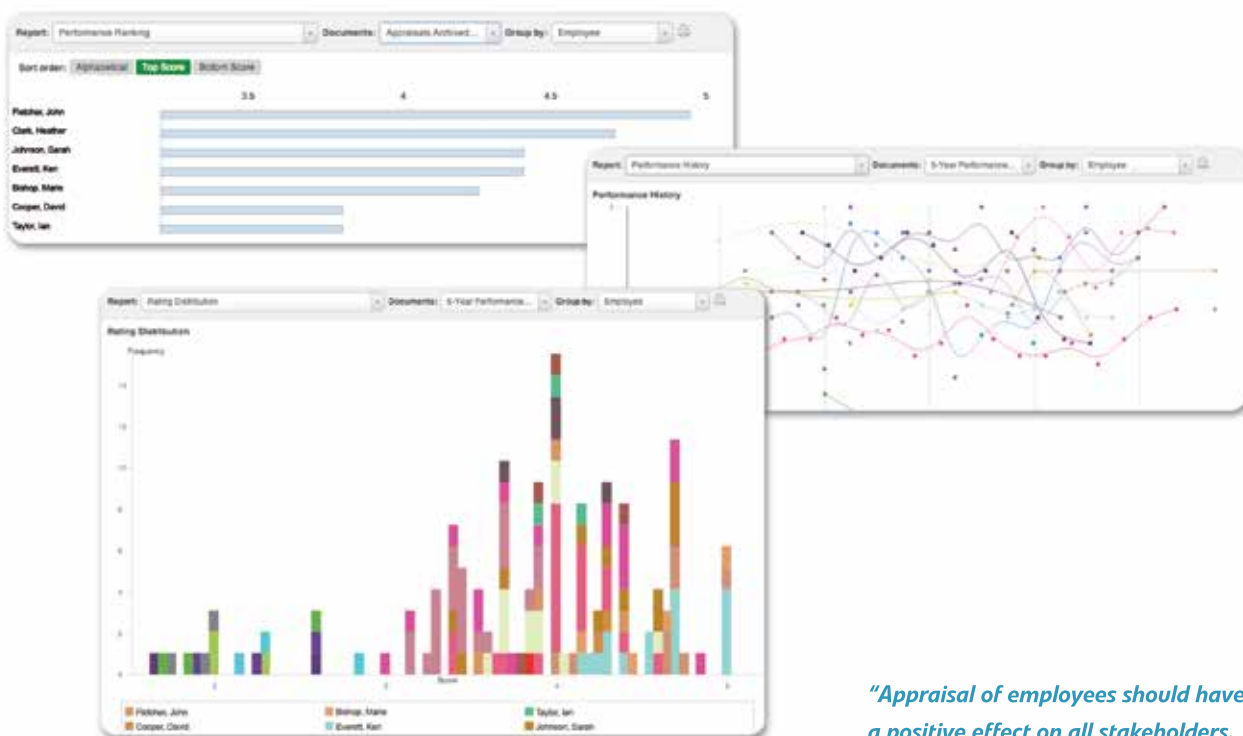 Report: Performance Ranking Documents: Appraisals Archived... Group by: Employee
Sort order: Alphabetical Top Score Bottom Score
3.5 4 4.5 5
Fletcher, John
Clark, Heather
Johnson, Sarah
Everett, Keri
Bishop, Marie
Cooper, David
Taylor, Ian
Report: Performance History Documents: 5-Year Performance... Group by: Employee
Performance History
Report: Rating Distribution Documents: 5-Year Performance... Group by: Employee
Rating Distribution
Frequency
Score
Fletcher, John Bishop, Marie Taylor, Ian
Cooper, David Everett, Keri Johnson, Sarah
“Appraisal of employees should have
a positive effect on all stakeholders.